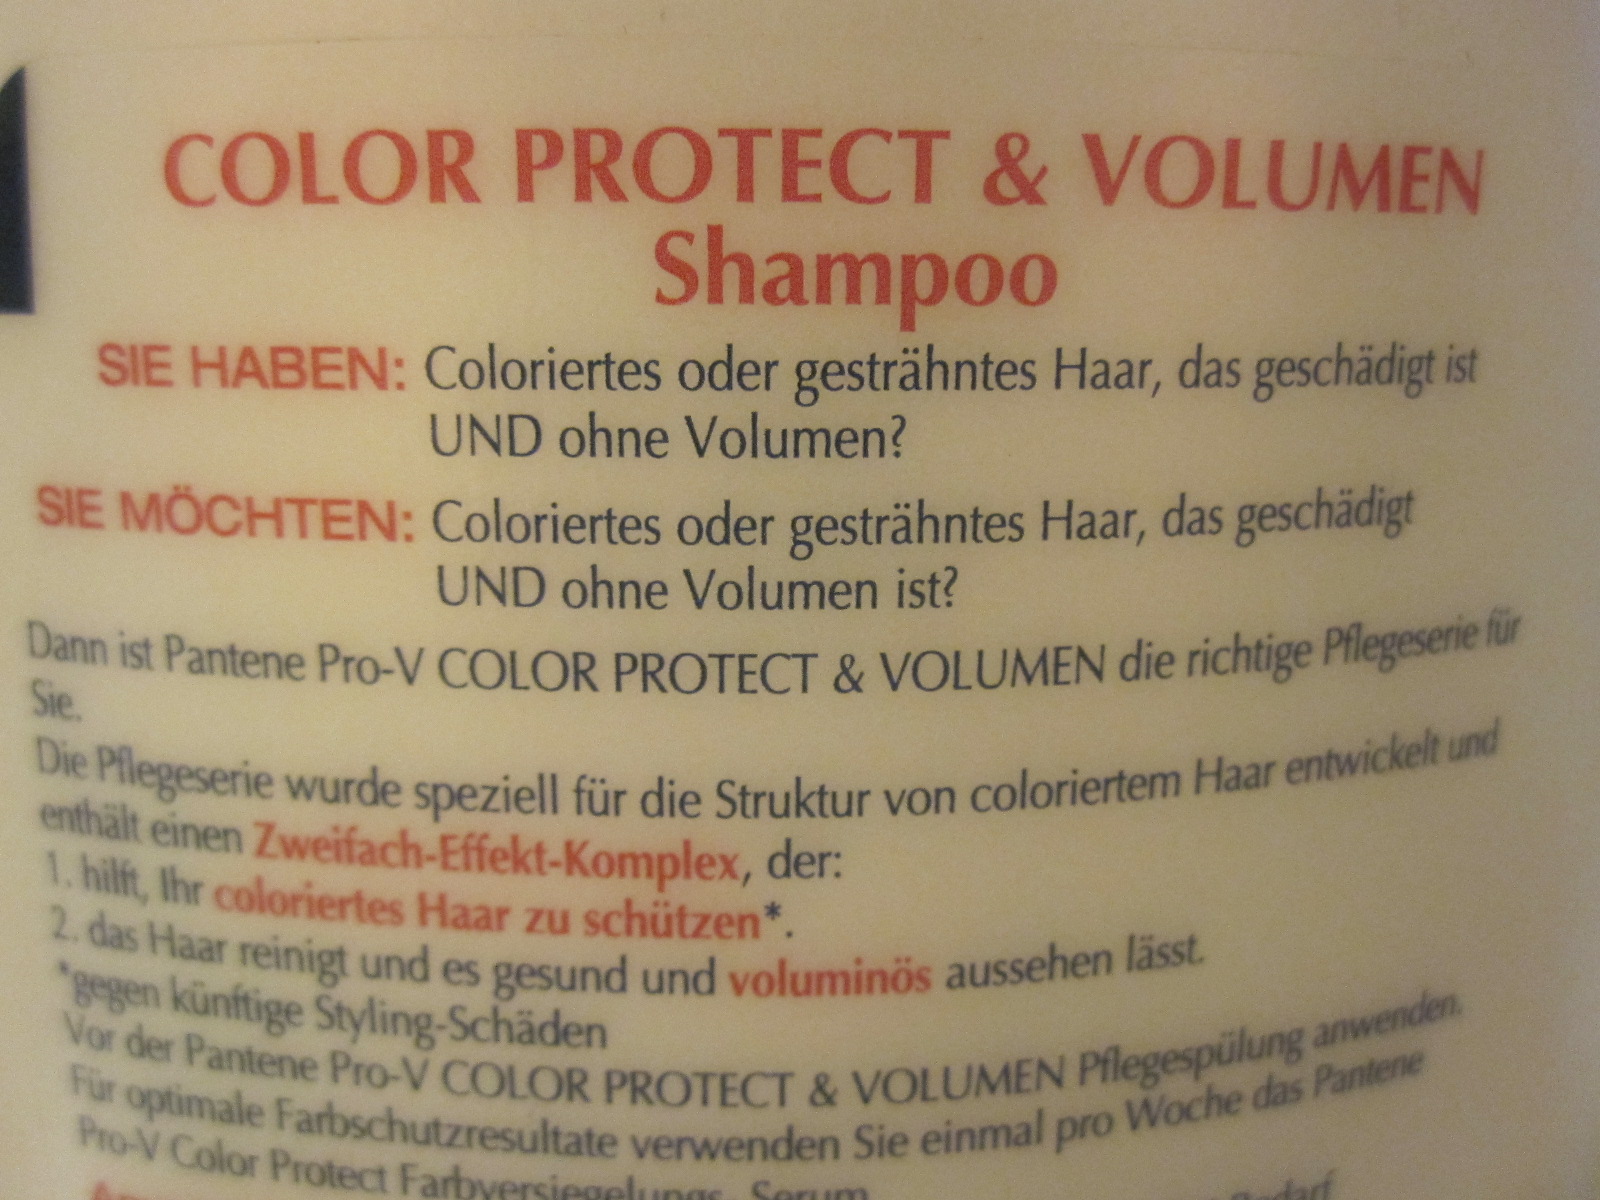 COLOR PROTECT & VOLUMEN
Shampoo
SIE HABEN: Coloriertes oder gesträhntes Haar, das geschädigt ist
UND ohne Volumen?
SIE MÖCHTEN: Coloriertes oder gesträhntes Haar, das geschädigt
UND ohne Volumen ist?
Dann ist Pantene Pro-V COLOR PROTECT & VOLUMEN die richtige Pflegeserie für
Sie.
Die Pflegeserie wurde speziell für die Struktur von coloriertem Haar entwickelt und
enthält einen Zweifach-Effekt-Komplex, der:
1. hilft, Ihr coloriertes Haar zu schützen*.
2. das Haar reinigt und es gesund und voluminös aussehen lässt.
*gegen künftige Styling-Schäden
Vor der Pantene Pro-V COLOR PROTECT & VOLUMEN Pflegespülung anwenden.
Für optimale Farbschutzresultate verwenden Sie einmal pro Woche das Pantene
Pro-V Color Protect Farbversiegelungs- Serum